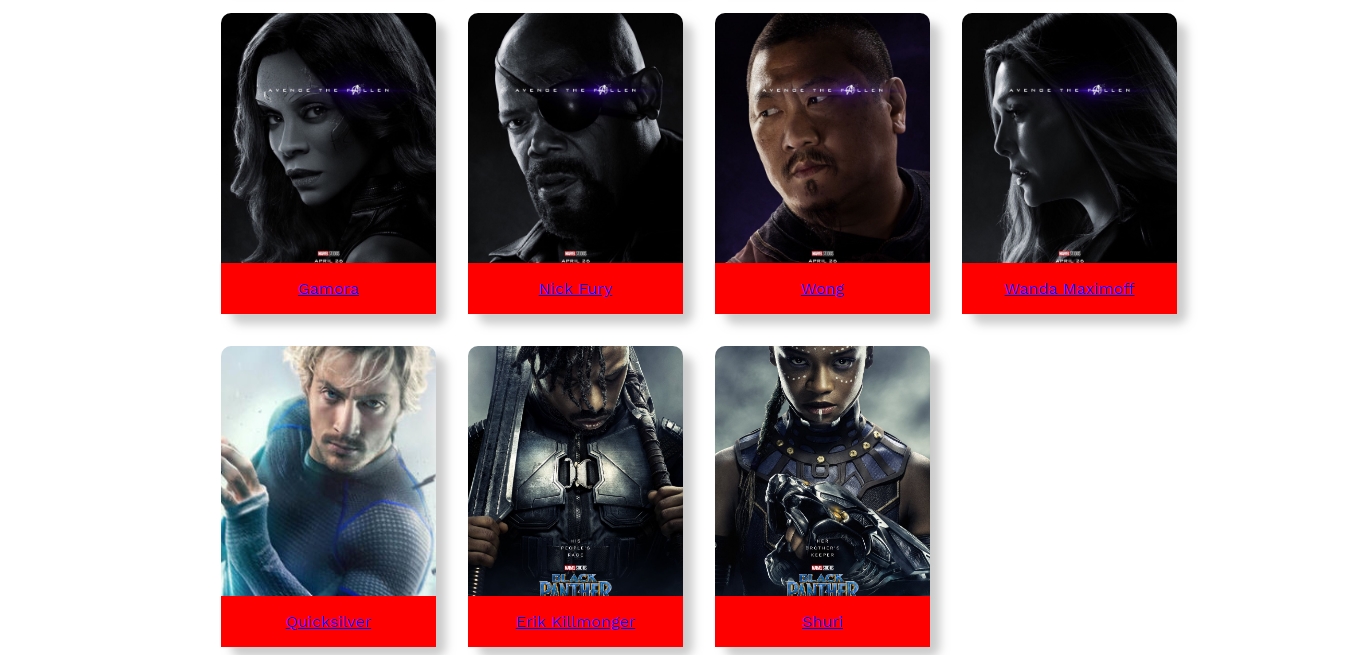 AVENGE THE FALLEN
AVENGE THE FALLEN
AVENGE THE FALLEN
AVENGE THE FALLEN
MARVEL STUDIOS
MARVEL STUDIOS
MARVEL STUDIOS
MARVEL STUDIOS
APRIL 26
APRIL 26
APRIL 26
APRIL 26
Gamora
Nick Fury
Wong
Wanda Maximoff
HIS
PEOPLE'S
RAGE
MARVEL STUDIOS
BLACK
PANTHER
HER
BROTHER'S
KEEPER
MARVEL STUDIOS
BLACK
PANTHER
Quicksilver
Erik Killmonger
Shuri